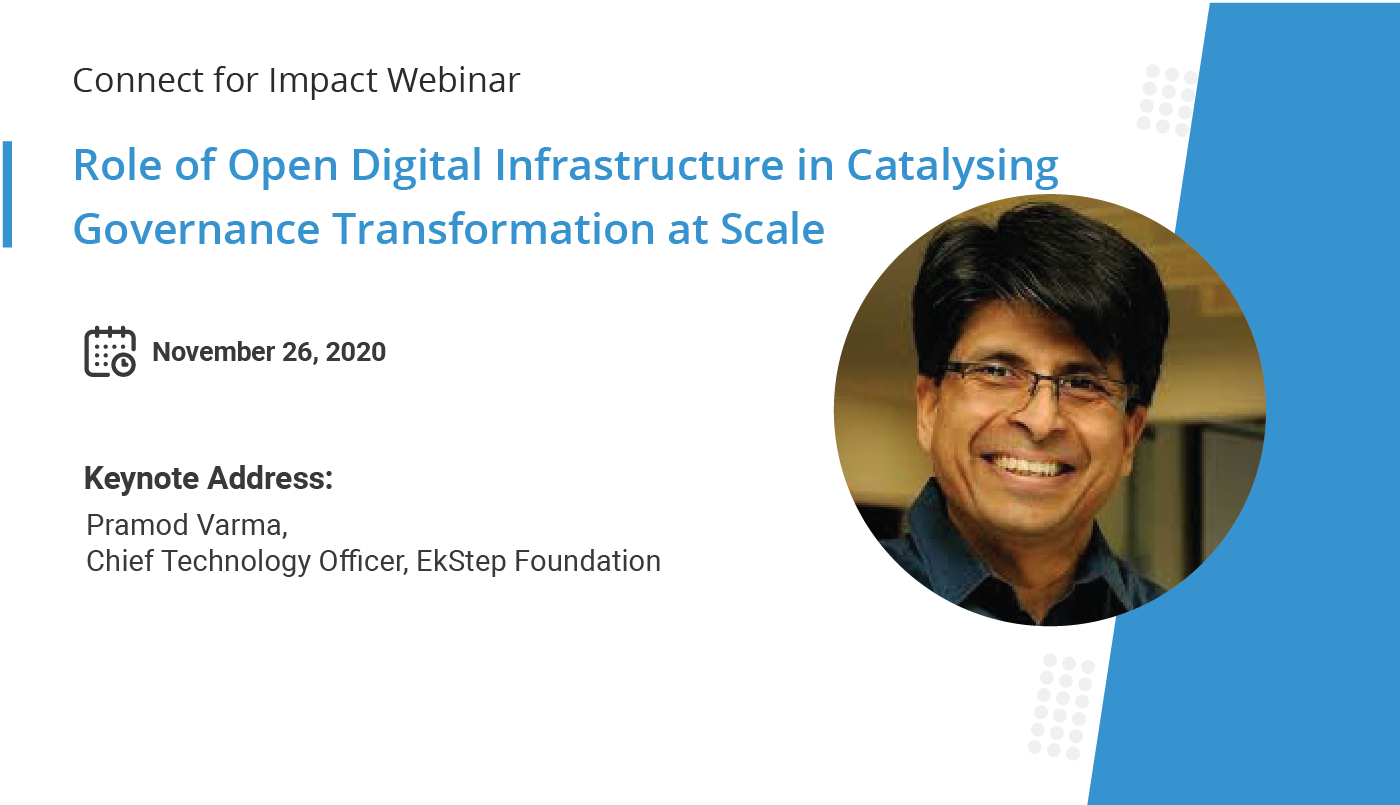 Connect for Impact Webinar
Role of Open Digital Infrastructure in Catalysing
Governance Transformation at Scale
November 26, 2020
Keynote Address:
Pramod Varma,
Chief Technology Officer, EkStep Foundation